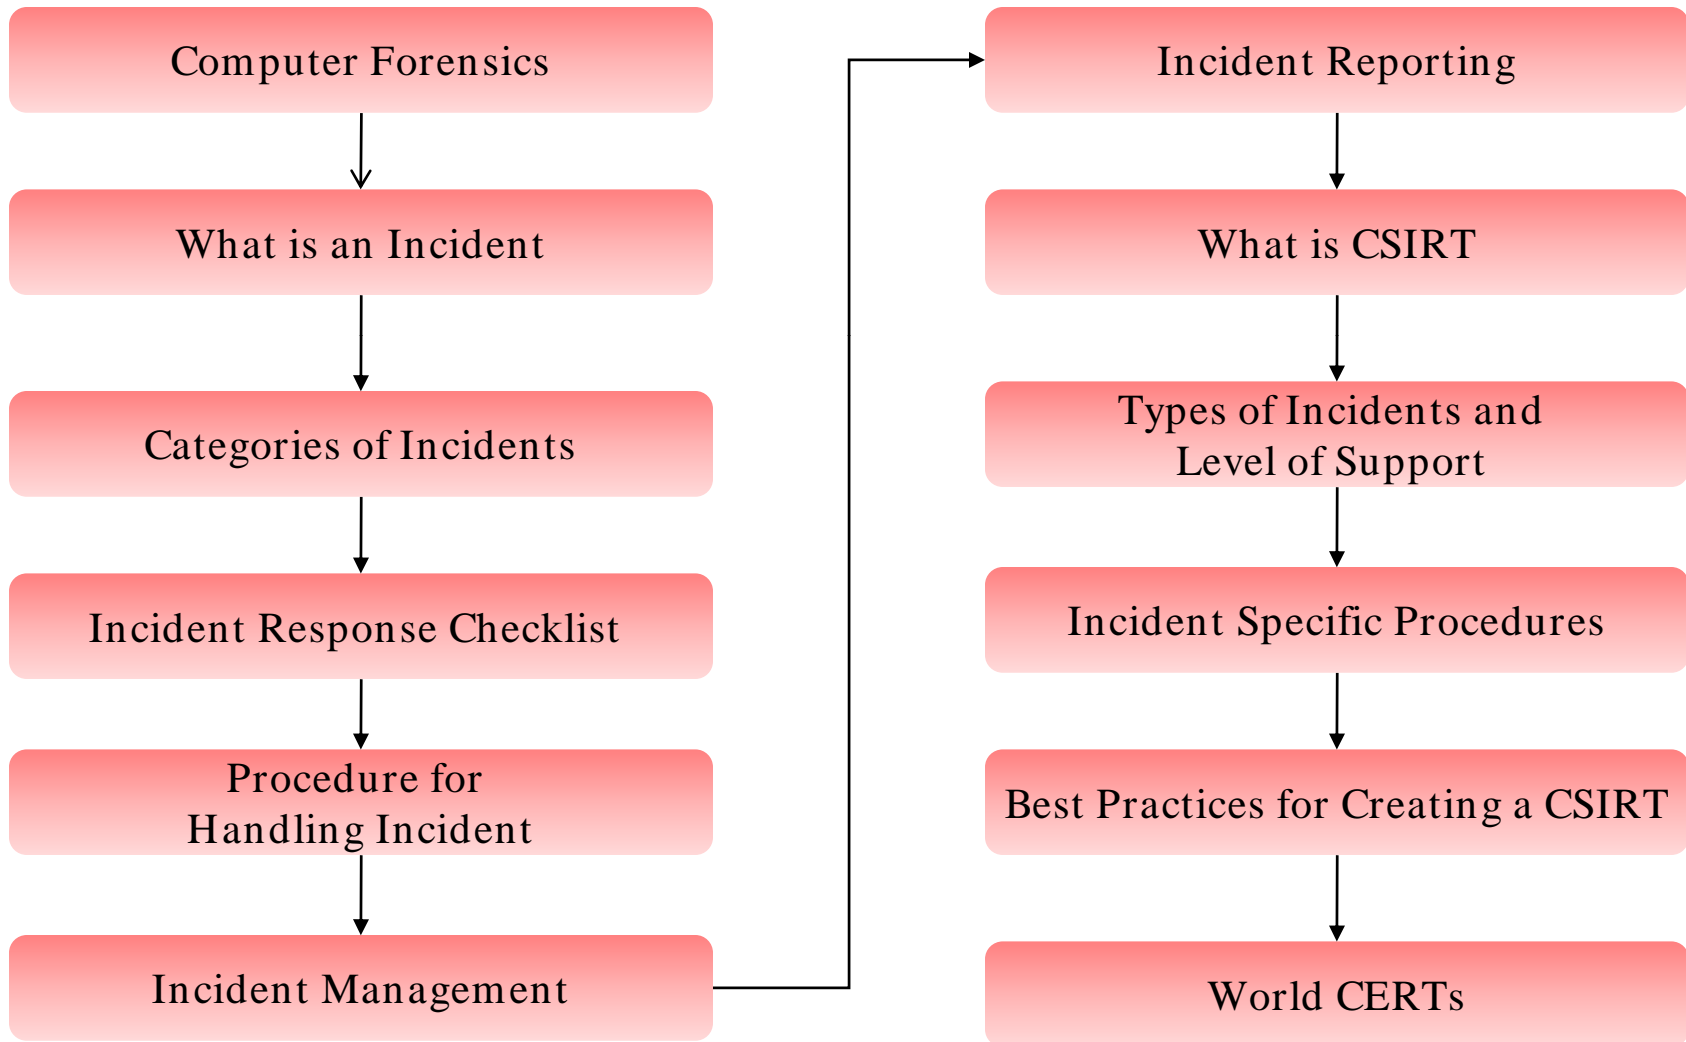 Computer Forensics
What is an Incident
Categories of Incidents
Incident Response Checklist
Procedure for
Handling Incident
Incident Management
Incident Reporting
What is CSIRT
Types of Incidents and
Level of Support
Incident Specific Procedures
Best Practices for Creating a CSIRT
World CERTs